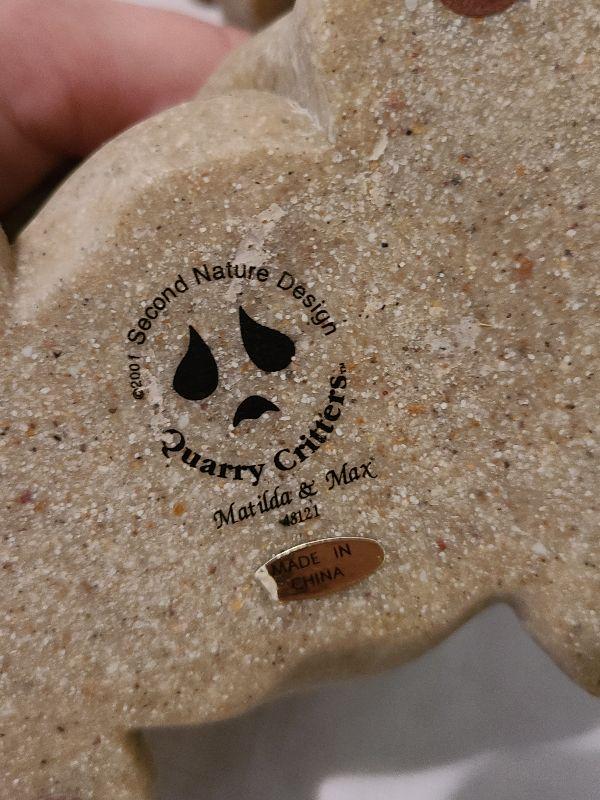 ©2001 Second Nature Design
Quarry Critters™
Matilda & Max
48121
MADE IN
CHINA